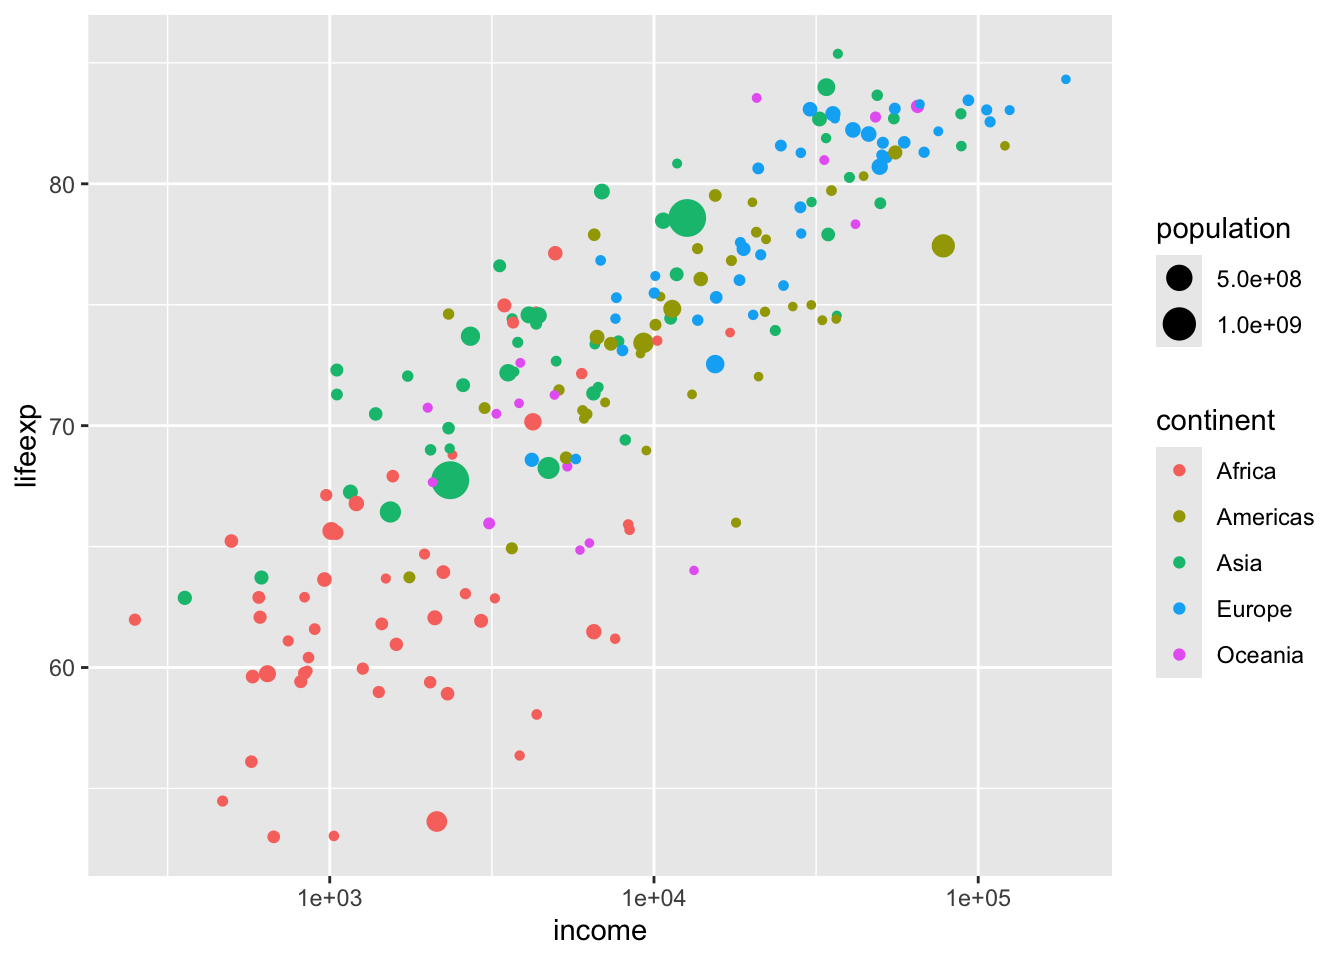 80
70
60
lifeexp
1e+03
1e+04
1e+05
income
population
5.0e+08
1.0e+09
continent
Africa
Americas
Asia
Europe
Oceania